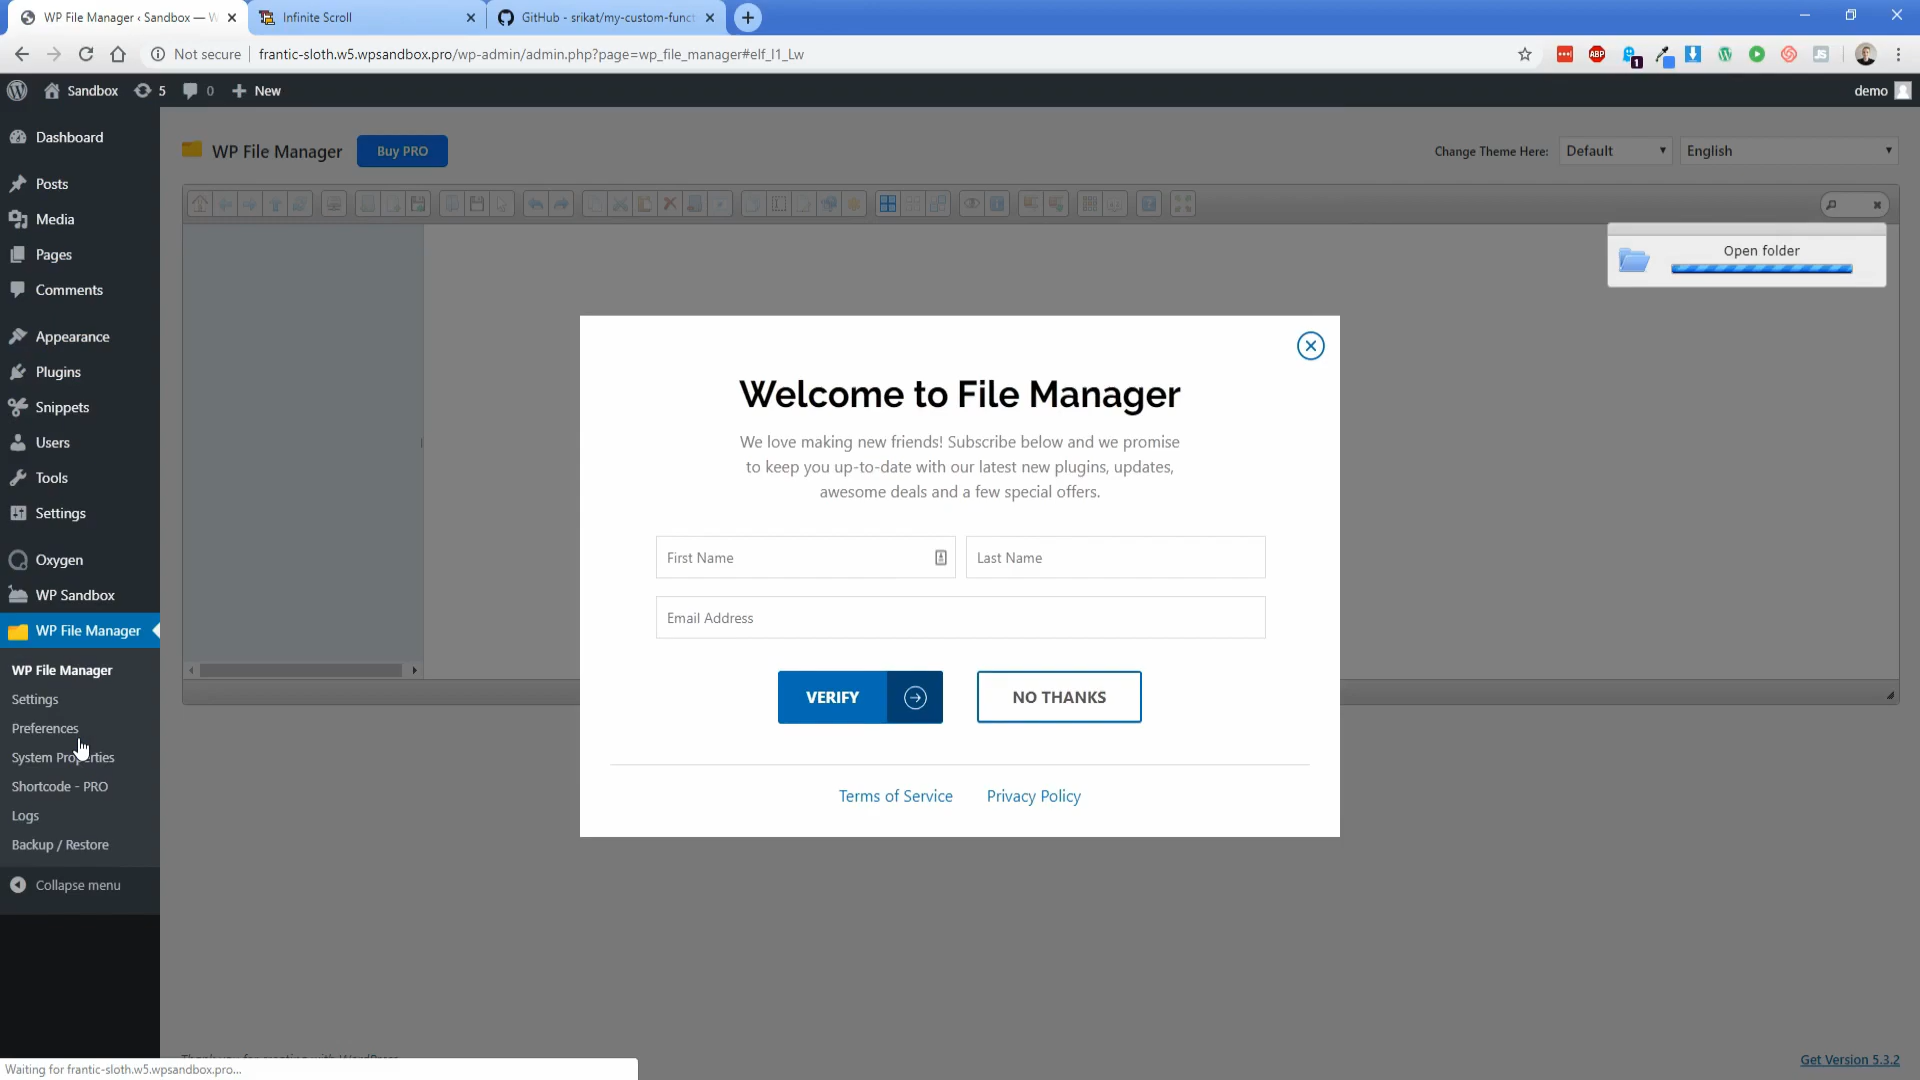 WP File Manager ‹ Sandbox — W
Infinite Scroll
GitHub - srikat/my-custom-funct
Not secure
frantic-sloth.w5.wpsandbox.pro/wp-admin/admin.php?page=wp_file_manager#elf_l1_Lw
ABP
1
JS
Sandbox
5
0
New
demo
Dashboard
Posts
Media
Pages
Comments
Appearance
Plugins
Snippets
Users
Tools
Settings
Oxygen
WP Sandbox
WP File Manager
WP File Manager
Settings
Preferences
System Properties
Shortcode - PRO
Logs
Backup / Restore
Collapse menu
WP File Manager
Buy PRO
Change Theme Here:
Default
English
Open folder
Welcome to File Manager
We love making new friends! Subscribe below and we promise
to keep you up-to-date with our latest new plugins, updates,
awesome deals and a few special offers.
First Name
Last Name
Email Address
VERIFY
NO THANKS
Terms of Service
Privacy Policy
Thank you for creating with WordPress.
Get Version 5.3.2
Waiting for frantic-sloth.w5.wpsandbox.pro...